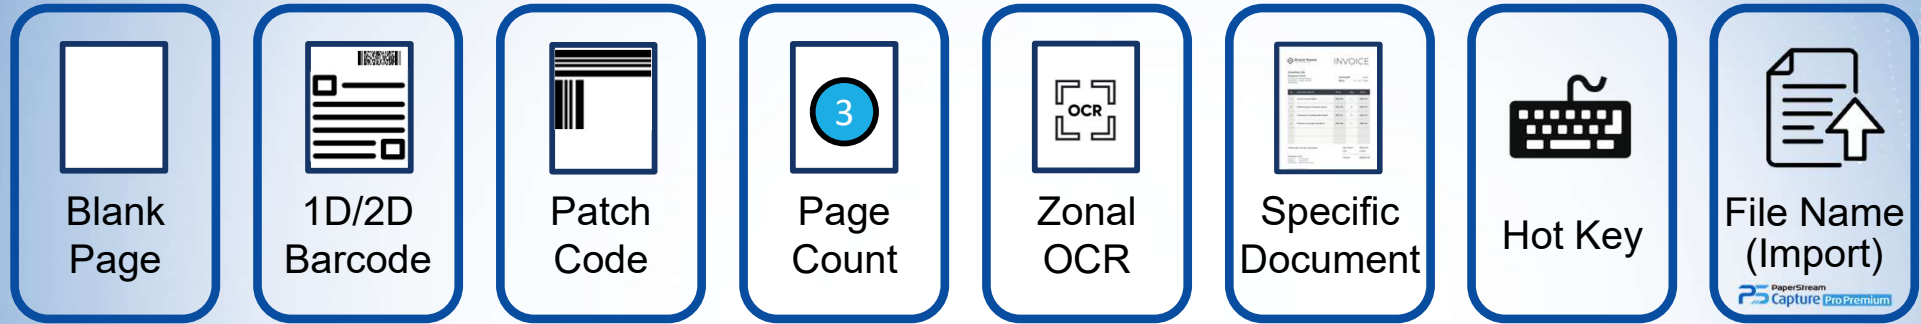 Blank
Page
1D/2D
Barcode
Patch
Code
3
Page
Count
OCR
Zonal
OCR
INVOICE
Specific
Document
Hot Key
File Name
(Import)
PaperStream
Capture Pro Premium